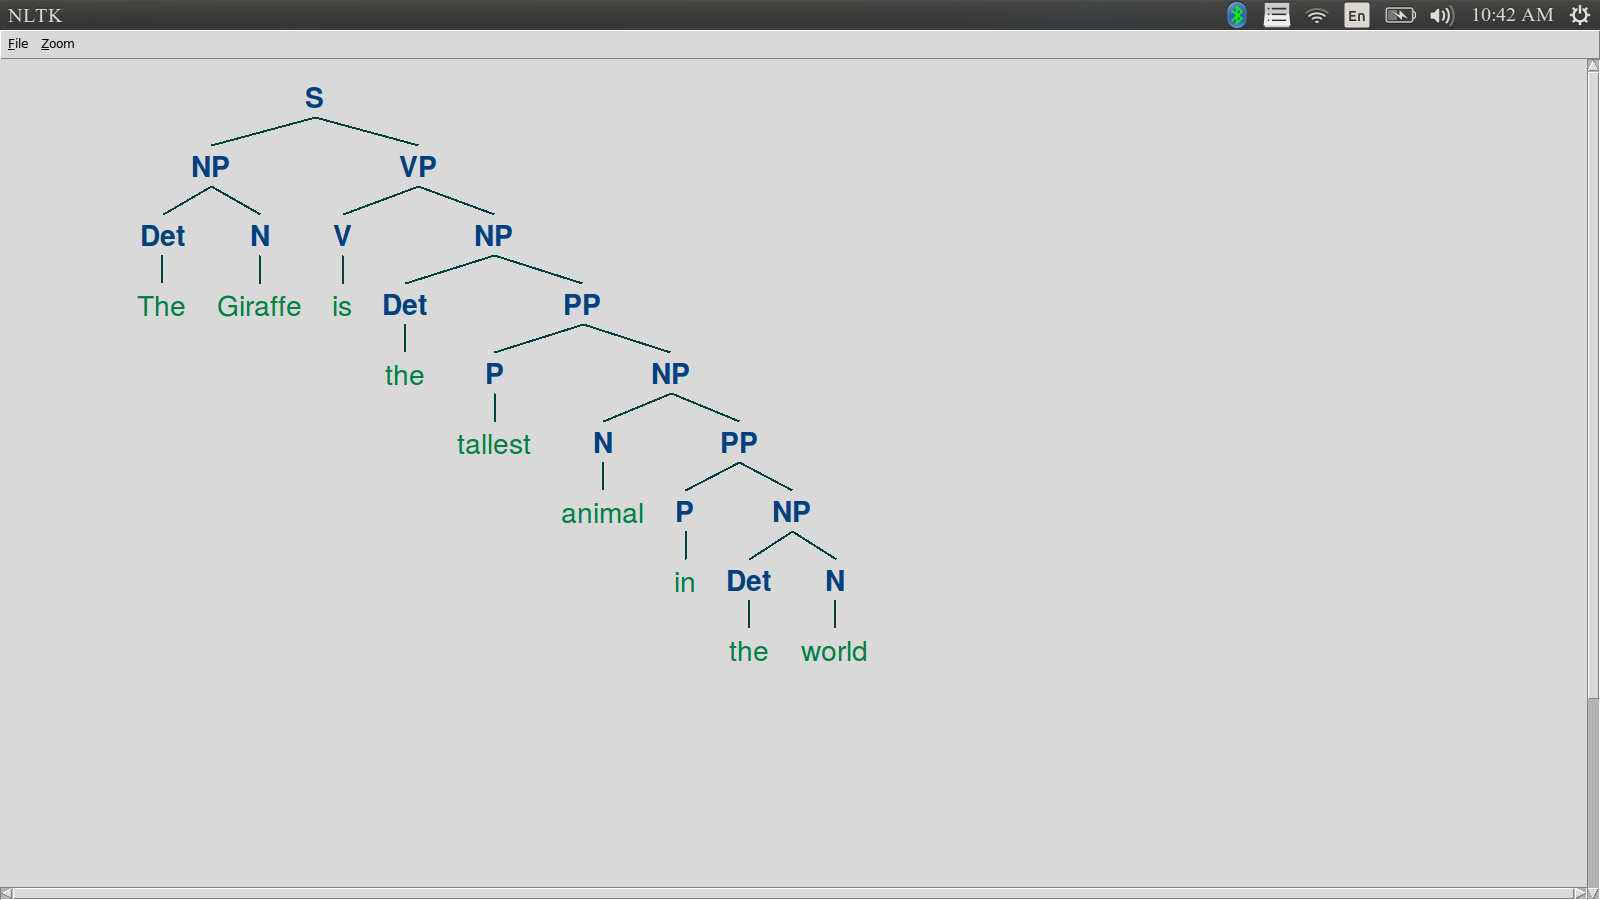 NLTK En 10:42 AM
File Zoom
S
NP VP
Det N V NP
The Giraffe is Det PP
the P NP
tallest N PP
animal P NP
in Det N
the world